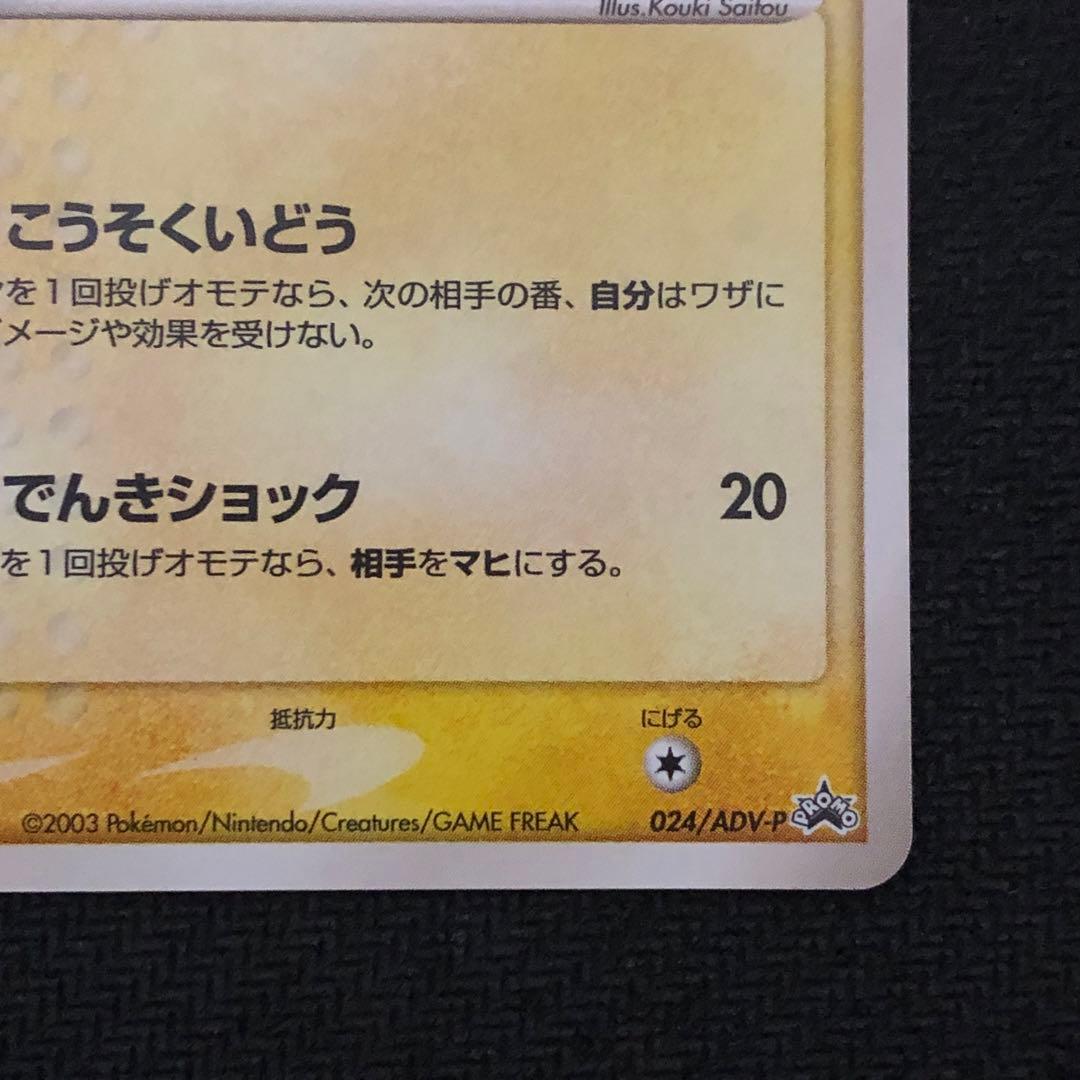 Illus.Kouki Saitou
こうそくいどう
を1回投げオモテなら、次の相手の番、自分はワザに
メージや効果を受けない。
でんきショック 20
を1回投げオモテなら、相手をマヒにする。
抵抗力 にげる
©2003 Pokémon/Nintendo/Creatures/GAME FREAK 024/ADV-P PROMO